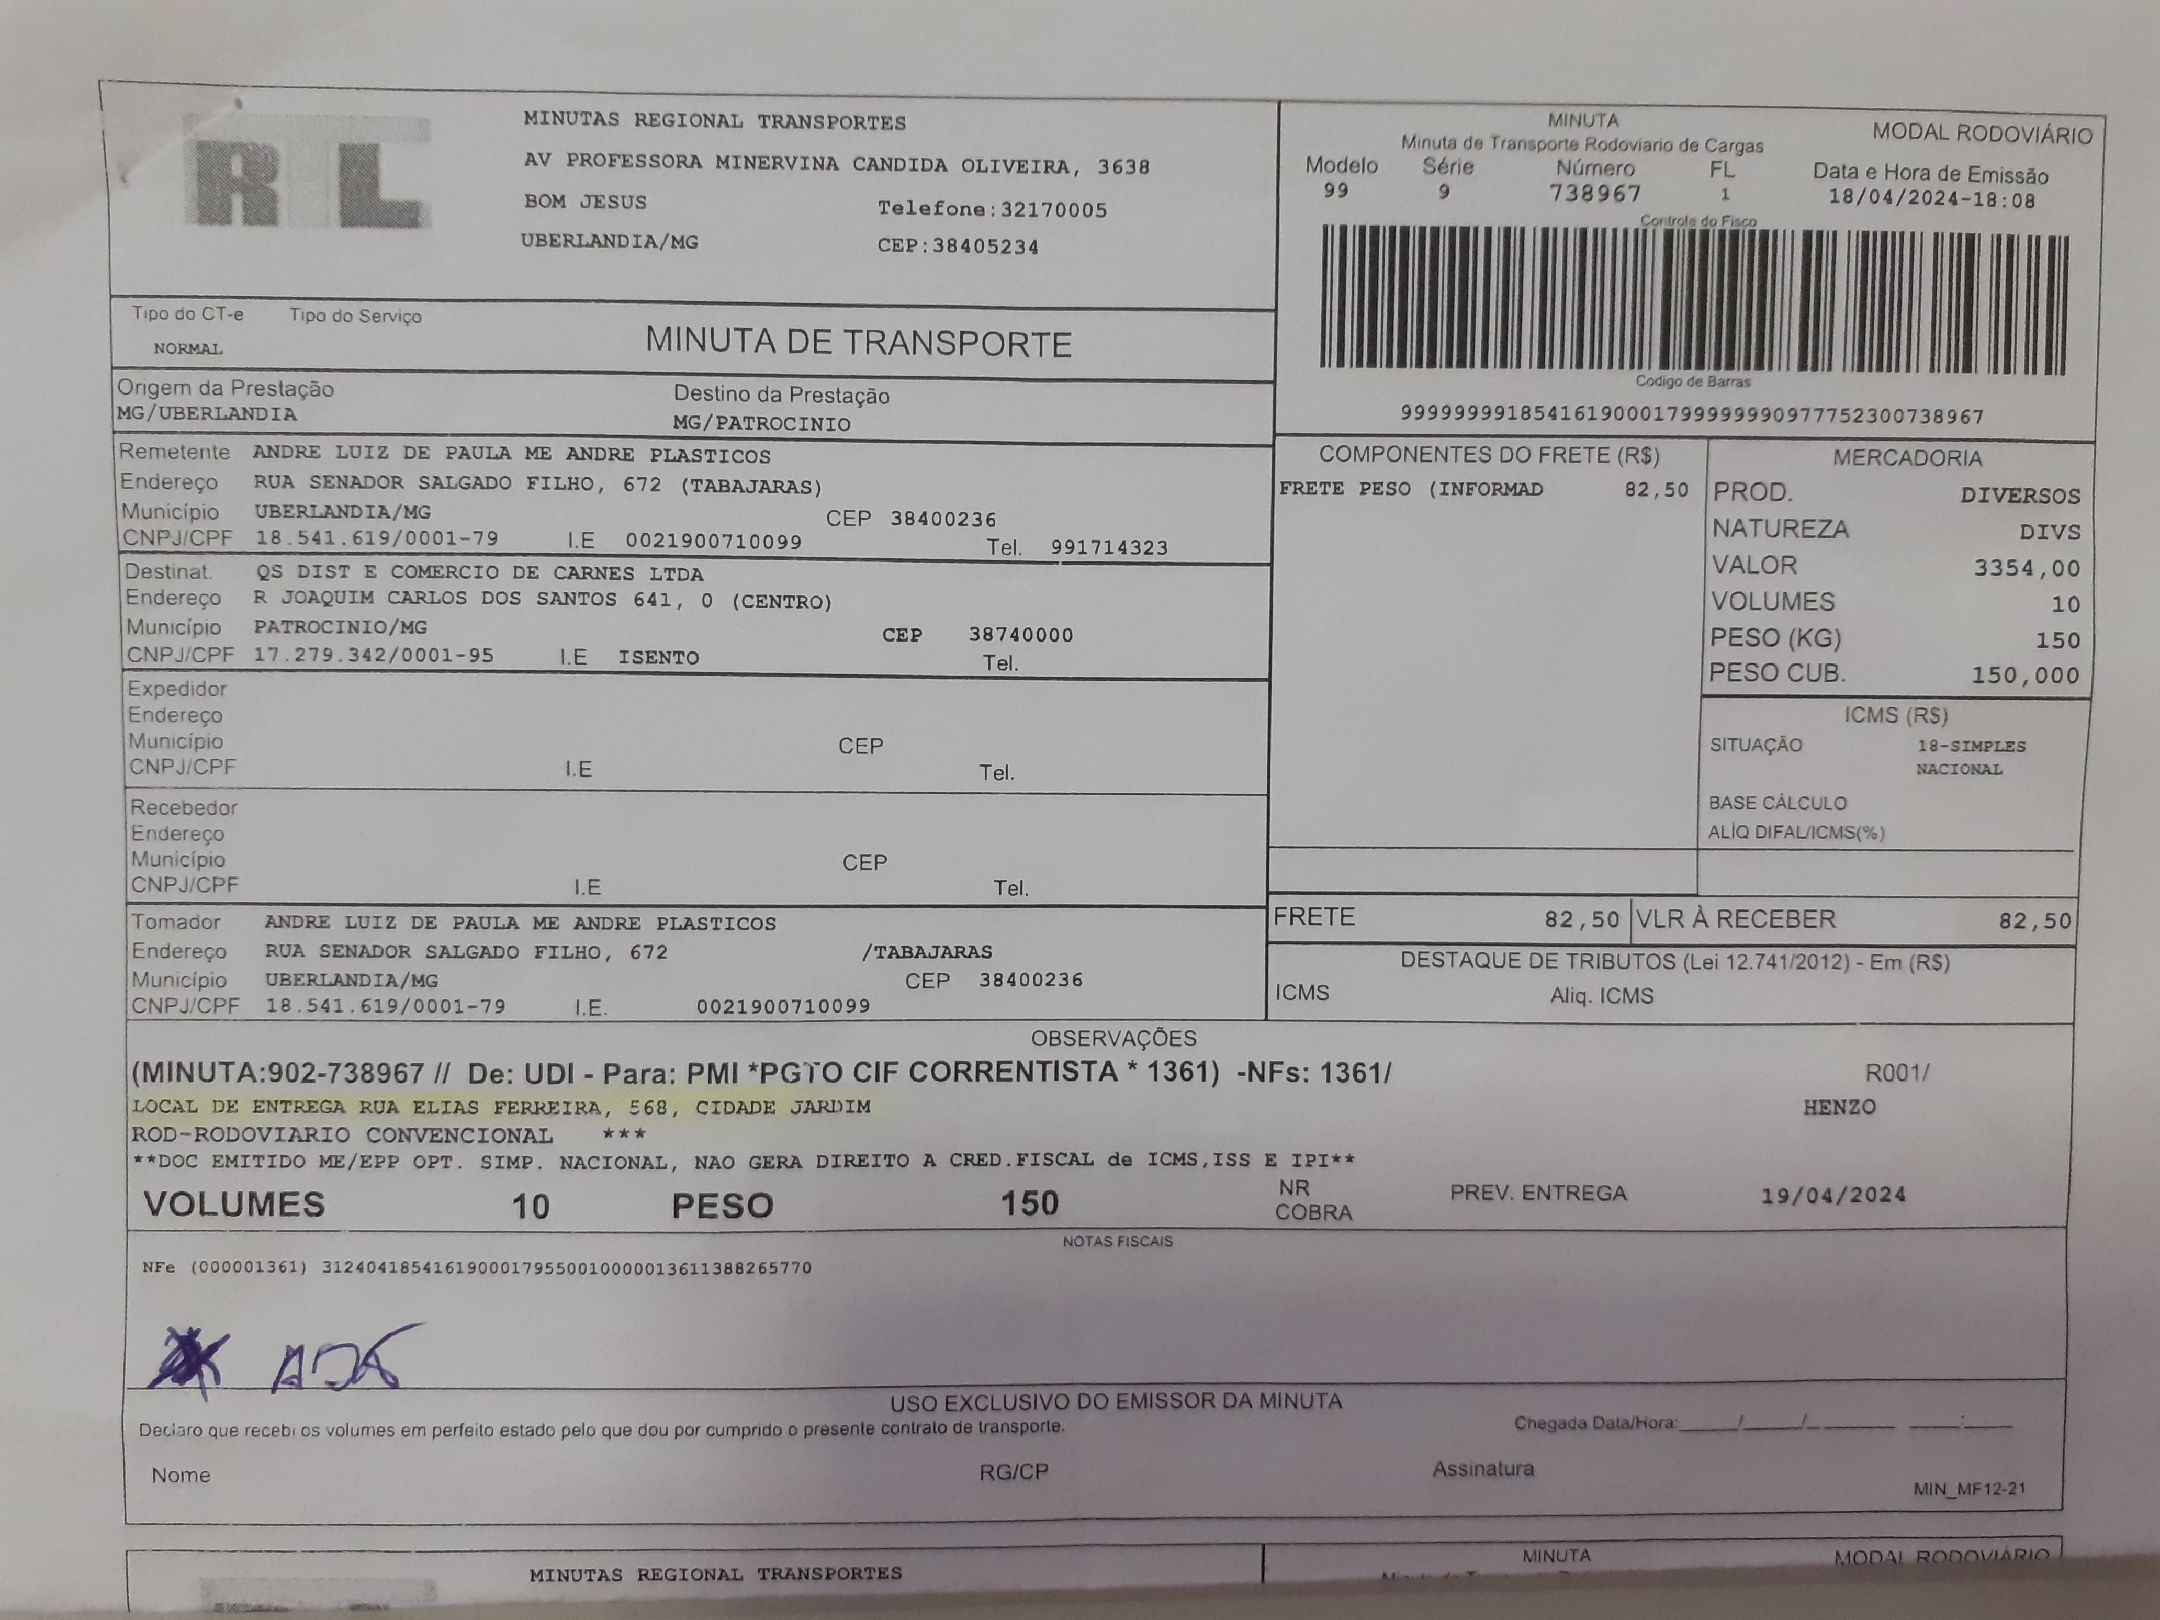 RTL
MINUTAS REGIONAL TRANSPORTES
AV PROFESSORA MINERVINA CANDIDA OLIVEIRA, 3638
BOM JESUS Telefone:32170005
UBERLANDIA/MG CEP:38405234
MINUTA MODAL RODOVIÁRIO
Minuta de Transporte Rodoviario de Cargas
Modelo Série Número FL Data e Hora de Emissão
99 9 738967 1 18/04/2024-18:08
Controle do Fisco
Codigo de Barras
999999991854161900017999999990977752300738967
Tipo do CT-e Tipo do Serviço
NORMAL MINUTA DE TRANSPORTE
Origem da Prestação Destino da Prestação
MG/UBERLANDIA MG/PATROCINIO
Remetente ANDRE LUIZ DE PAULA ME ANDRE PLASTICOS
Endereço RUA SENADOR SALGADO FILHO, 672 (TABAJARAS)
Município UBERLANDIA/MG CEP 38400236
CNPJ/CPF 18.541.619/0001-79 I.E 0021900710099 Tel. 991714323
Destinat. QS DIST E COMERCIO DE CARNES LTDA
Endereço R JOAQUIM CARLOS DOS SANTOS 641, 0 (CENTRO)
Município PATROCINIO/MG CEP 38740000
CNPJ/CPF 17.279.342/0001-95 I.E ISENTO Tel.
Expedidor
Endereço
Município CEP
CNPJ/CPF I.E Tel.
Recebedor
Endereço
Município CEP
CNPJ/CPF I.E Tel.
Tomador ANDRE LUIZ DE PAULA ME ANDRE PLASTICOS
Endereço RUA SENADOR SALGADO FILHO, 672 /TABAJARAS
Município UBERLANDIA/MG CEP 38400236
CNPJ/CPF 18.541.619/0001-79 I.E. 0021900710099
COMPONENTES DO FRETE (R$)
FRETE PESO (INFORMAD 82,50
MERCADORIA
PROD. DIVERSOS
NATUREZA DIVS
VALOR 3354,00
VOLUMES 10
PESO (KG) 150
PESO CUB. 150,000
ICMS (R$)
SITUAÇÃO 18-SIMPLES
NACIONAL
BASE CÁLCULO
ALÍQ DIFAL/ICMS(%)
FRETE 82,50 VLR À RECEBER 82,50
DESTAQUE DE TRIBUTOS (Lei 12.741/2012) - Em (R$)
ICMS Aliq. ICMS
OBSERVAÇÕES
(MINUTA:902-738967 // De: UDI - Para: PMI *PGTO CIF CORRENTISTA * 1361) -NFs: 1361/ R001/
LOCAL DE ENTREGA RUA ELIAS FERREIRA, 568, CIDADE JARDIM HENZO
ROD-RODOVIARIO CONVENCIONAL ***
**DOC EMITIDO ME/EPP OPT. SIMP. NACIONAL, NAO GERA DIREITO A CRED.FISCAL de ICMS,ISS E IPI**
VOLUMES 10 PESO 150 NR COBRA PREV. ENTREGA 19/04/2024
NOTAS FISCAIS
NFe (000001361) 31240418541619000179550010000013611388265770
USO EXCLUSIVO DO EMISSOR DA MINUTA
Declaro que recebi os volumes em perfeito estado pelo que dou por cumprido o presente contrato de transporte. Chegada Data/Hora:_____/_____/_______ ____:____
Nome RG/CP Assinatura
MIN_MF12-21
MINUTAS REGIONAL TRANSPORTES MINUTA MODAL RODOVIÁRIO